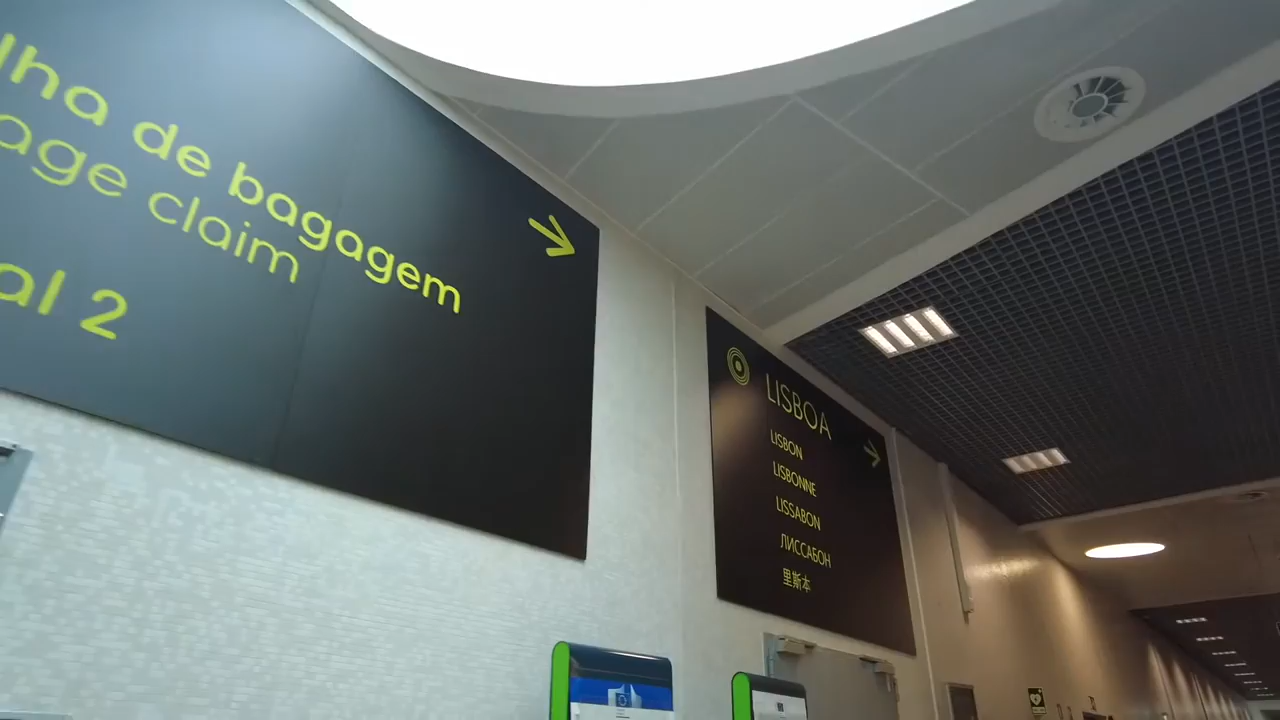 lha de bagagem
age claim
al 2
LISBOA
LISBON
LISBONNE
LISSABON
ЛИССАБОН
里斯本